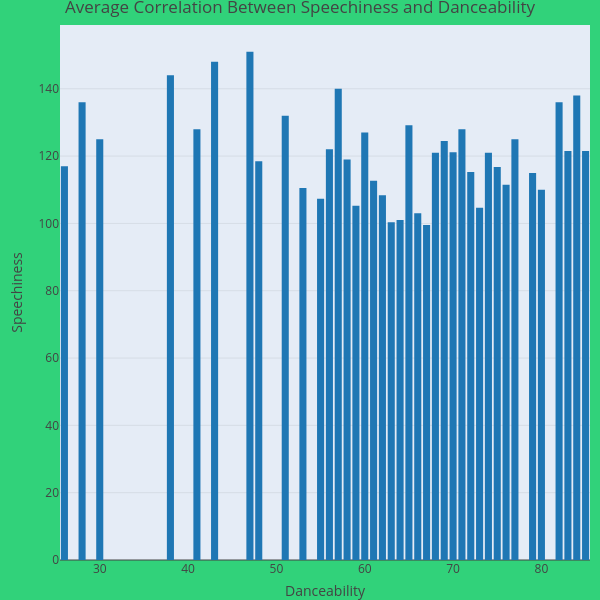 Average Correlation Between Speechiness and Danceability
140
120
100
80
60
40
20
0
Speechiness
30 40 50 60 70 80
Danceability